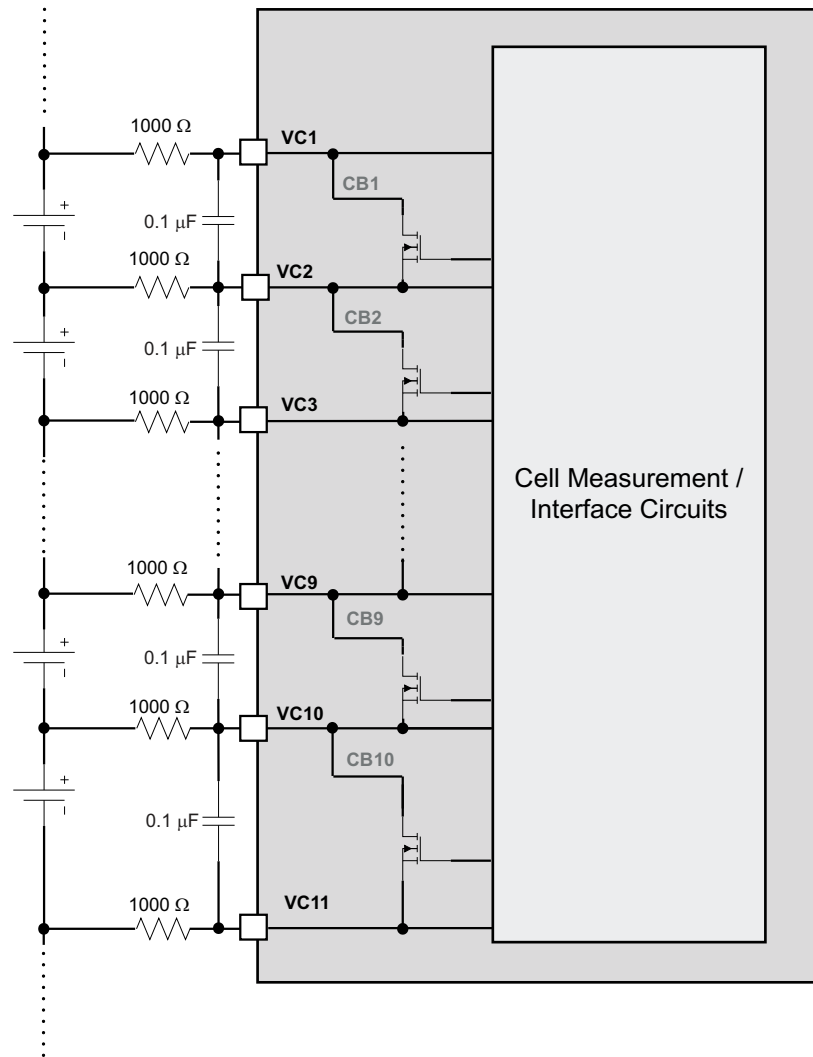 1000 Ω
VC1
CB1
+
0.1 μF
-
1000 Ω
VC2
CB2
+
0.1 μF
-
1000 Ω
VC3
Cell Measurement /
Interface Circuits
1000 Ω
VC9
CB9
+
0.1 μF
-
1000 Ω
VC10
CB10
+
-
0.1 μF
1000 Ω
VC11